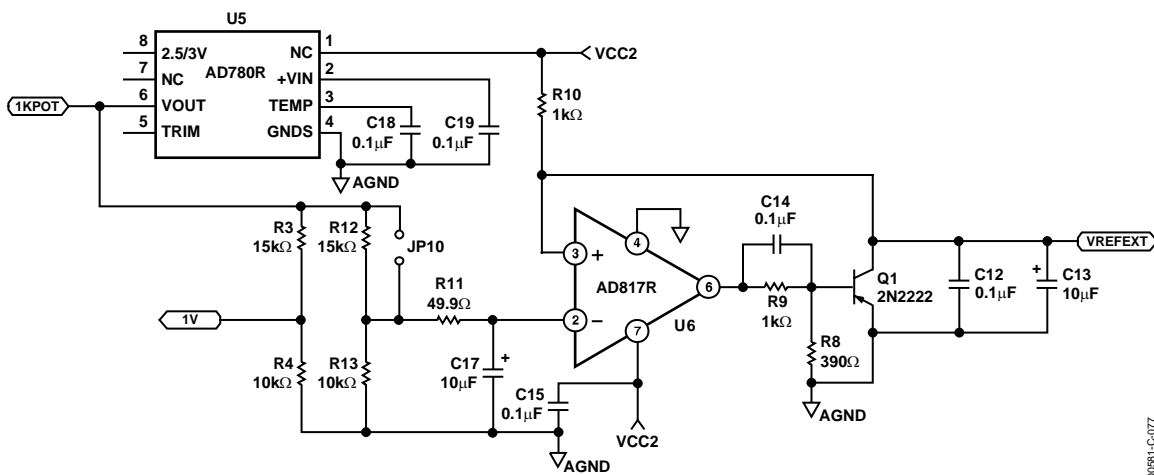 U5
8
2.5/3V
NC
1
7
NC
AD780R
+VIN
2
6
VOUT
TEMP
3
5
TRIM
GNDS
4
1KPOT
VCC2
R10
1kΩ
C18
0.1µF
C19
0.1µF
AGND
R3
15kΩ
R12
15kΩ
JP10
R11
49.9Ω
1V
R4
10kΩ
R13
10kΩ
C17
10µF
+
C15
0.1µF
AGND
VCC2
3
+
4
AD817R
6
2
−
7
U6
C14
0.1µF
R9
1kΩ
R8
390Ω
AGND
Q1
2N2222
C12
0.1µF
+
C13
10µF
VREFEXT
00581-C-077